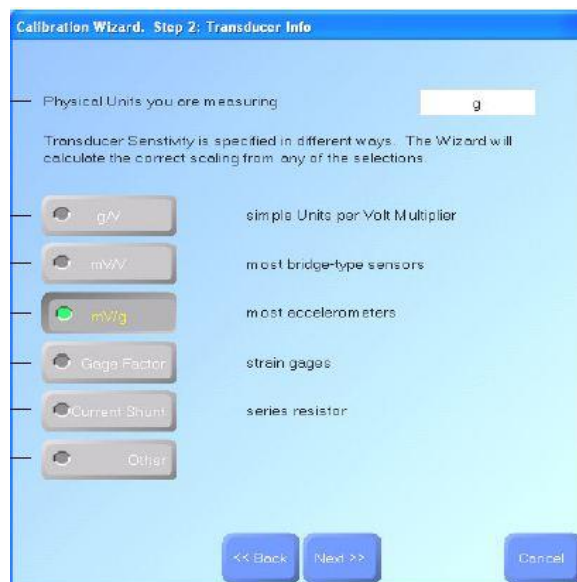 Calibration Wizard. Step 2: Transducer Info
Physical Units you are measuring g
Transducer Senstivity is specified in different ways. The Wizard will
calculate the correct scaling from any of the selections.
g/V simple Units per Volt Multiplier
mV/V most bridge-type sensors
mV/g most accelerometers
Gage Factor strain gages
Current Shunt series resistor
Other
<< Back Next >> Cancel